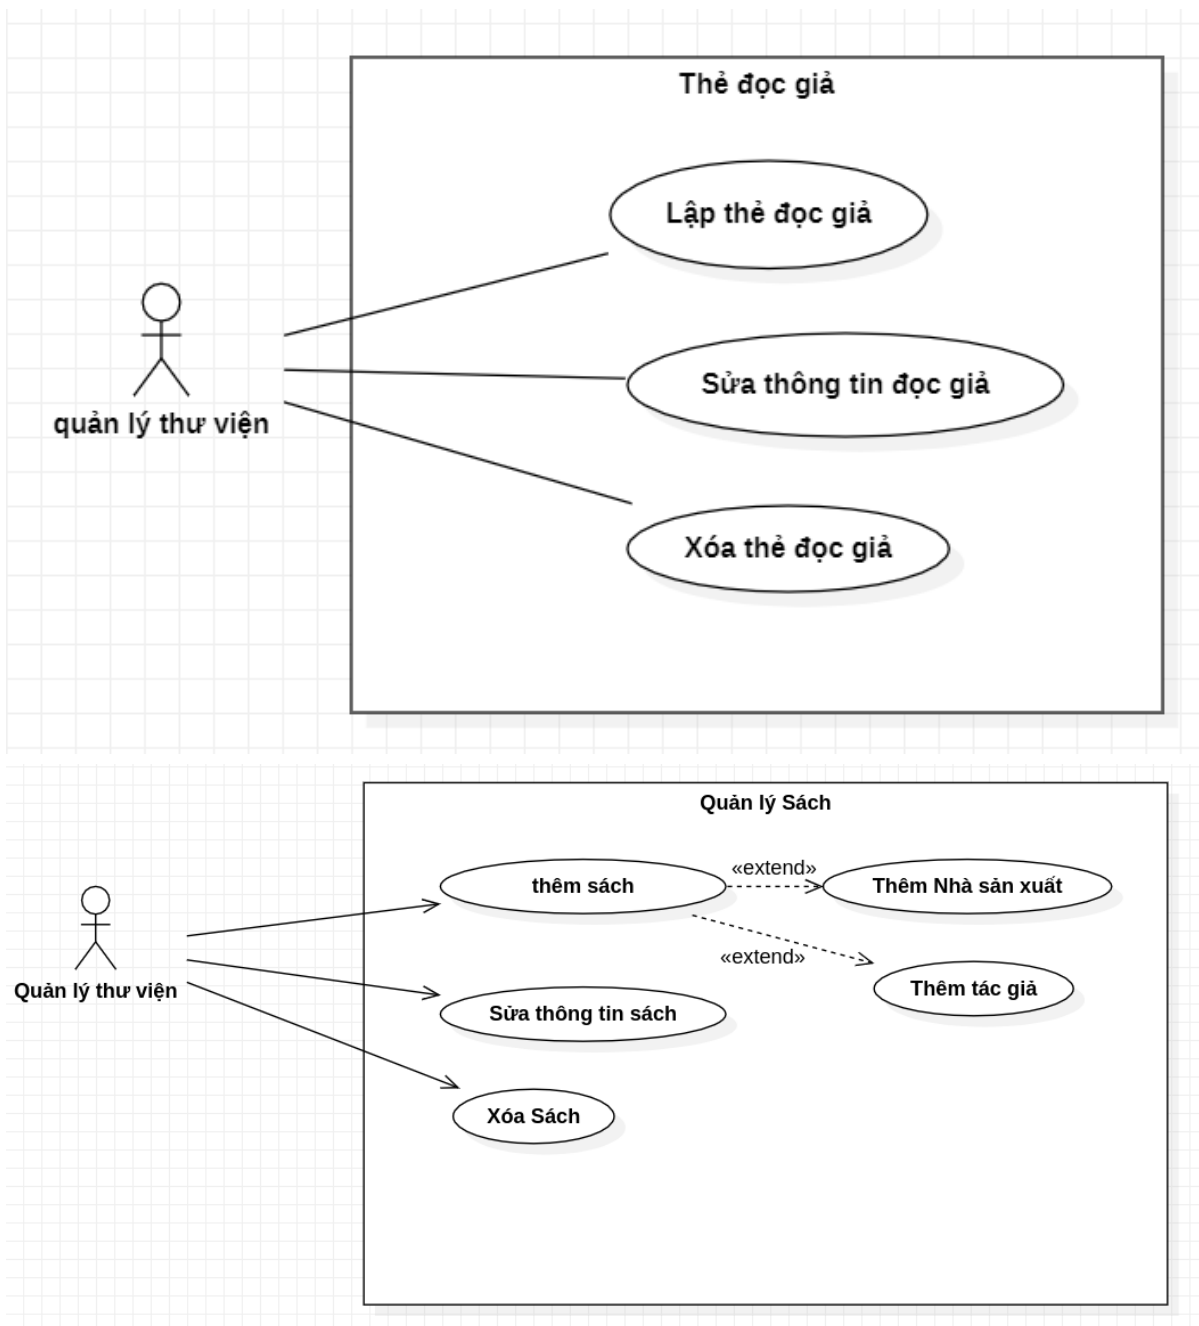 Thẻ đọc giả
Lập thẻ đọc giả
Sửa thông tin đọc giả
quản lý thư viện
Xóa thẻ đọc giả
Quản lý Sách
«extend»
thêm sách
Thêm Nhà sản xuất
«extend»
Thêm tác giả
Quản lý thư viện
Sửa thông tin sách
Xóa Sách